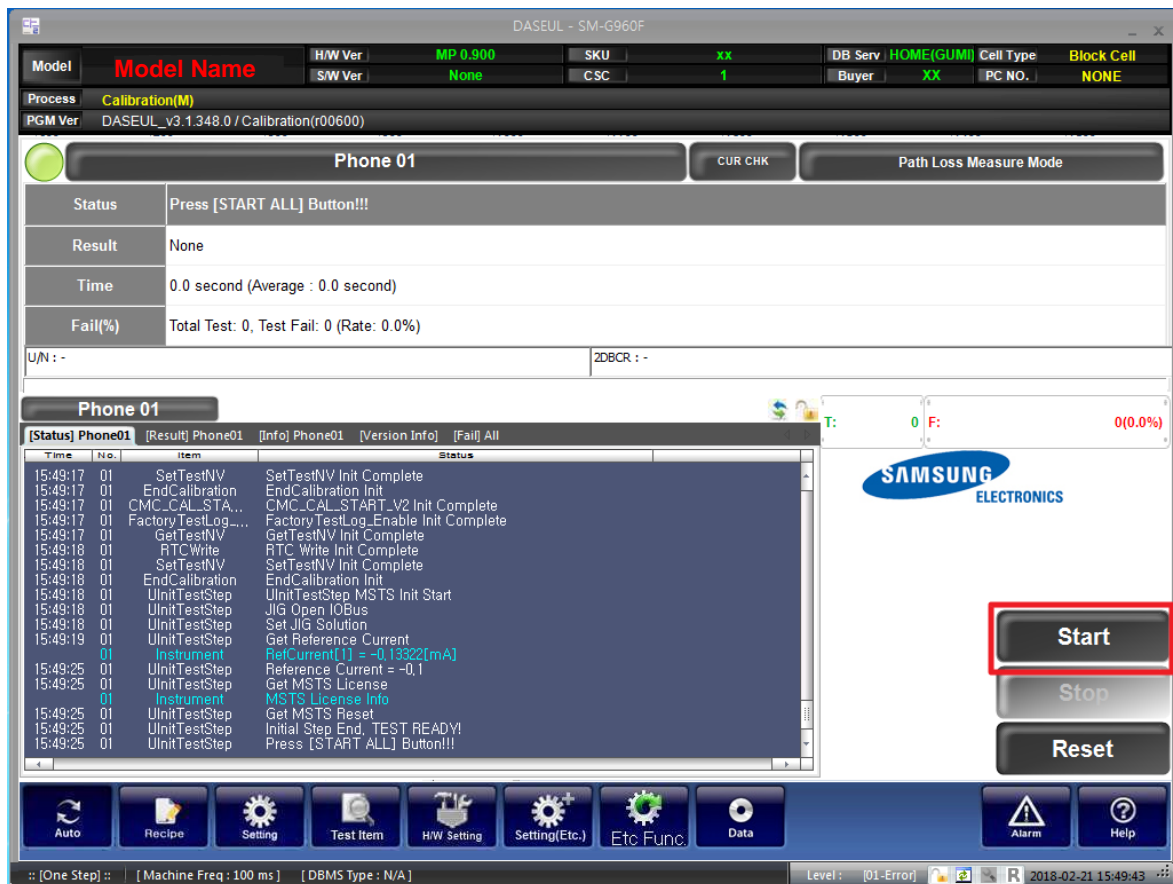 DASEUL - SM-G960F
Model Model Name H/W Ver MP 0.900 SKU xx DB Serv HOME(GUMI) Cell Type Block Cell
S/W Ver None CSC 1 Buyer XX PC NO. NONE
Process Calibration(M)
PGM Ver DASEUL_v3.1.348.0 / Calibration(r00600)
Phone 01 CUR CHK Path Loss Measure Mode
Status Press [START ALL] Button!!!
Result None
Time 0.0 second (Average : 0.0 second)
Fail(%) Total Test: 0, Test Fail: 0 (Rate: 0.0%)
U/N : - 2DBCR : -
Phone 01 T: 0 F: 0(0.0%)
[Status] Phone01 [Result] Phone01 [Info] Phone01 [Version Info] [Fail] All
Time No. Item Status
15:49:17 01 SetTestNV SetTestNV Init Complete
15:49:17 01 EndCalibration EndCalibration Init
15:49:17 01 CMC_CAL_STA... CMC_CAL_START_V2 Init Complete
15:49:17 01 FactoryTestLog_... FactoryTestLog_Enable Init Complete
15:49:17 01 GetTestNV GetTestNV Init Complete
15:49:18 01 RTCWrite RTC Write Init Complete
15:49:18 01 SetTestNV SetTestNV Init Complete
15:49:18 01 EndCalibration EndCalibration Init
15:49:18 01 UInitTestStep UInitTestStep MSTS Init Start
15:49:18 01 UInitTestStep JIG Open IOBus
15:49:18 01 UInitTestStep Set JIG Solution
15:49:19 01 UInitTestStep Get Reference Current
01 Instrument RefCurrent[1] = -0.13322[mA]
15:49:25 01 UInitTestStep Reference Current = -0.1
15:49:25 01 UInitTestStep Get MSTS License
01 Instrument MSTS License Info
15:49:25 01 UInitTestStep Get MSTS Reset
15:49:25 01 UInitTestStep Initial Step End, TEST READY!
15:49:25 01 UInitTestStep Press [START ALL] Button!!!
SAMSUNG
ELECTRONICS
Start
Stop
Reset
Auto Recipe Setting Test Item H/W Setting Setting(Etc.) Etc Func. Data Alarm Help
:: [One Step] :: [ Machine Freq : 100 ms ] [ DBMS Type : N/A ] Level : [01-Error] R 2018-02-21 15:49:43